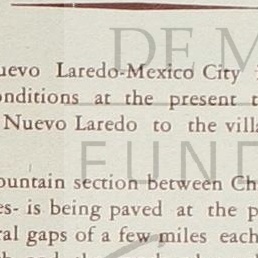 DE M
uevo Laredo-Mexico City
onditions at the present t
Nuevo Laredo to the villa
FUND
ountain section between Ch
es- is being paved at the p
ral gaps of a few miles each